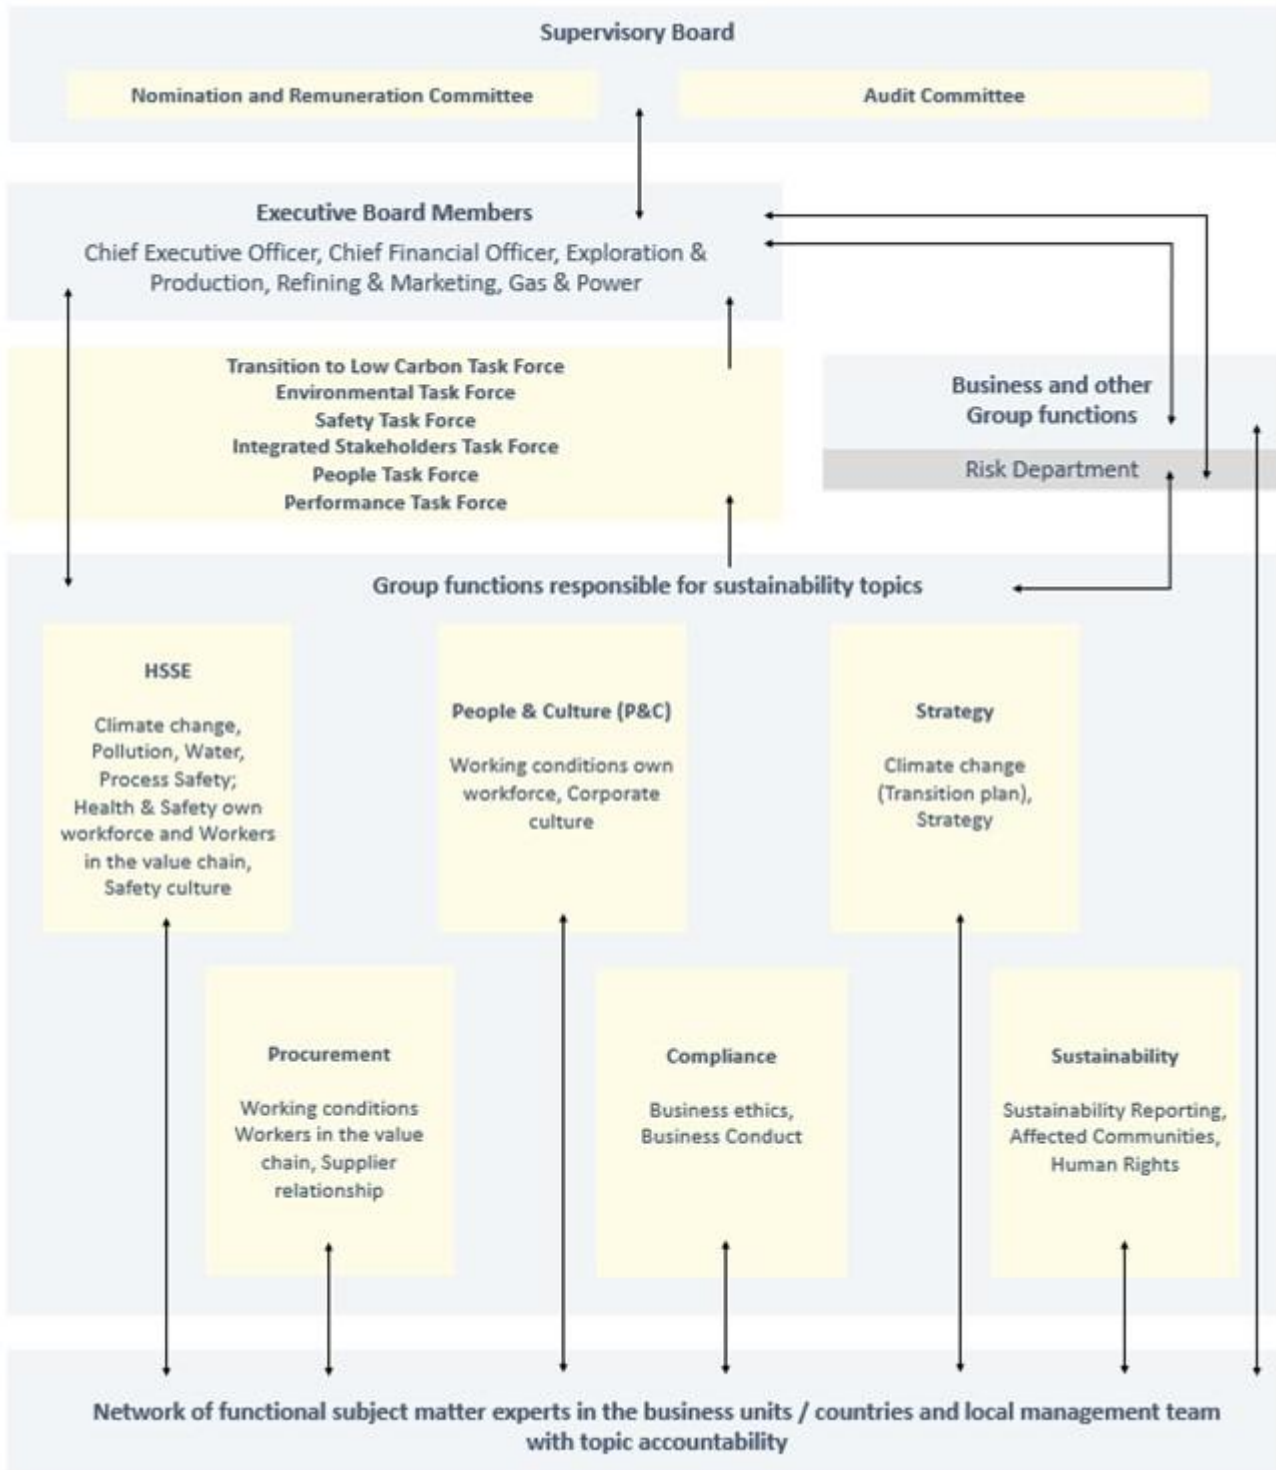 Supervisory Board
Nomination and Remuneration Committee
Audit Committee
Executive Board Members
Chief Executive Officer, Chief Financial Officer, Exploration &
Production, Refining & Marketing, Gas & Power
Transition to Low Carbon Task Force
Environmental Task Force
Safety Task Force
Integrated Stakeholders Task Force
People Task Force
Performance Task Force
Business and other
Group functions
Risk Department
Group functions responsible for sustainability topics
HSSE
Climate change,
Pollution, Water,
Process Safety;
Health & Safety own
workforce and Workers
in the value chain,
Safety culture
People & Culture (P&C)
Working conditions own
workforce, Corporate
culture
Strategy
Climate change
(Transition plan),
Strategy
Procurement
Working conditions
Workers in the value
chain, Supplier
relationship
Compliance
Business ethics,
Business Conduct
Sustainability
Sustainability Reporting,
Affected Communities,
Human Rights
Network of functional subject matter experts in the business units / countries and local management team
with topic accountability